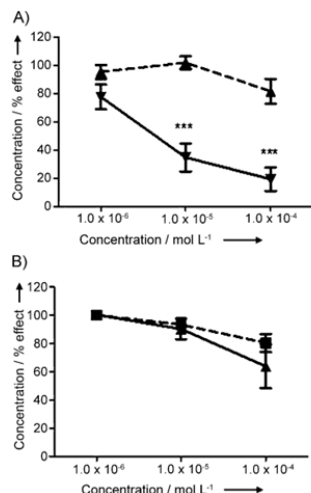 A)
Concentration / % effect
120
100
80
60
40
20
0
***
***
1.0 x 10-6
1.0 x 10-5
1.0 x 10-4
Concentration / mol L-1
B)
Concentration / % effect
120
100
80
60
40
20
0
1.0 x 10-6
1.0 x 10-5
1.0 x 10-4
Concentration / mol L-1